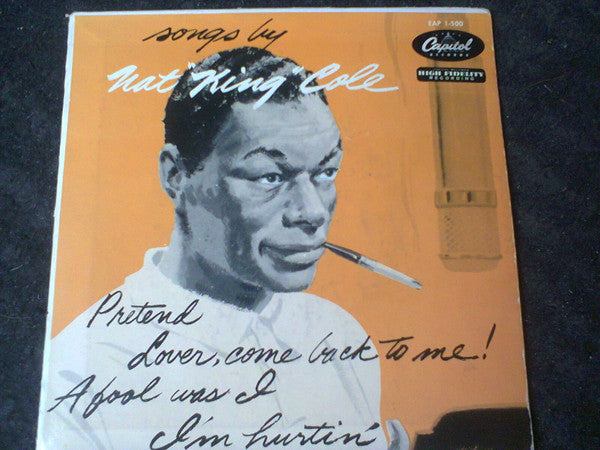 songs by
Nat "King" Cole
EAP 1-500
Capitol
RECORDS
HIGH FIDELITY
RECORDING
Pretend
Lover, come back to me!
A fool was I
I'm hurtin'